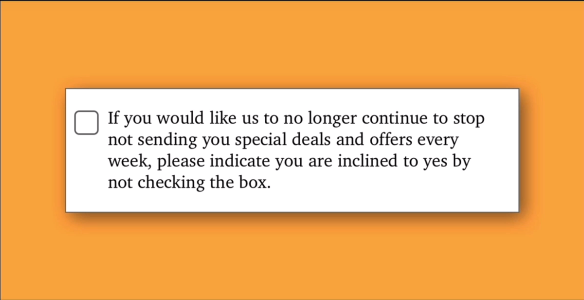 If you would like us to no longer continue to stop
not sending you special deals and offers every
week, please indicate you are inclined to yes by
not checking the box.